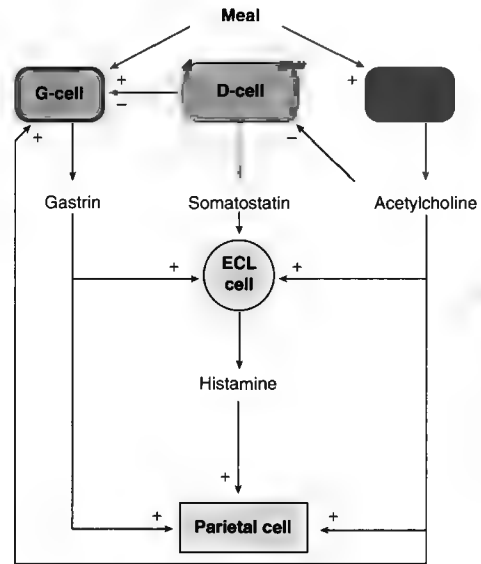 Meal
+
+
G-cell
D-cell
−
+
−
Gastrin
Somatostatin
Acetylcholine
+
ECL
cell
+
Histamine
+
+
Parietal cell
+